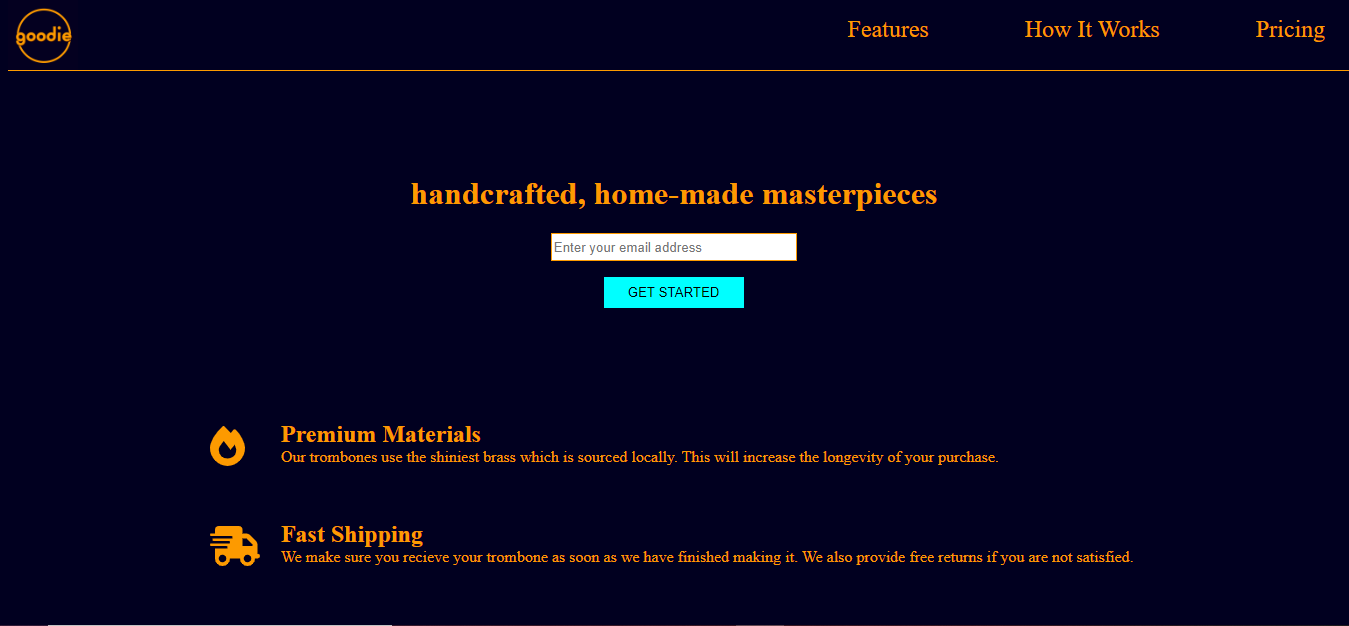 goodie
Features
How It Works
Pricing
handcrafted, home-made masterpieces
Enter your email address
GET STARTED
Premium Materials
Our trombones use the shiniest brass which is sourced locally. This will increase the longevity of your purchase.
Fast Shipping
We make sure you recieve your trombone as soon as we have finished making it. We also provide free returns if you are not satisfied.